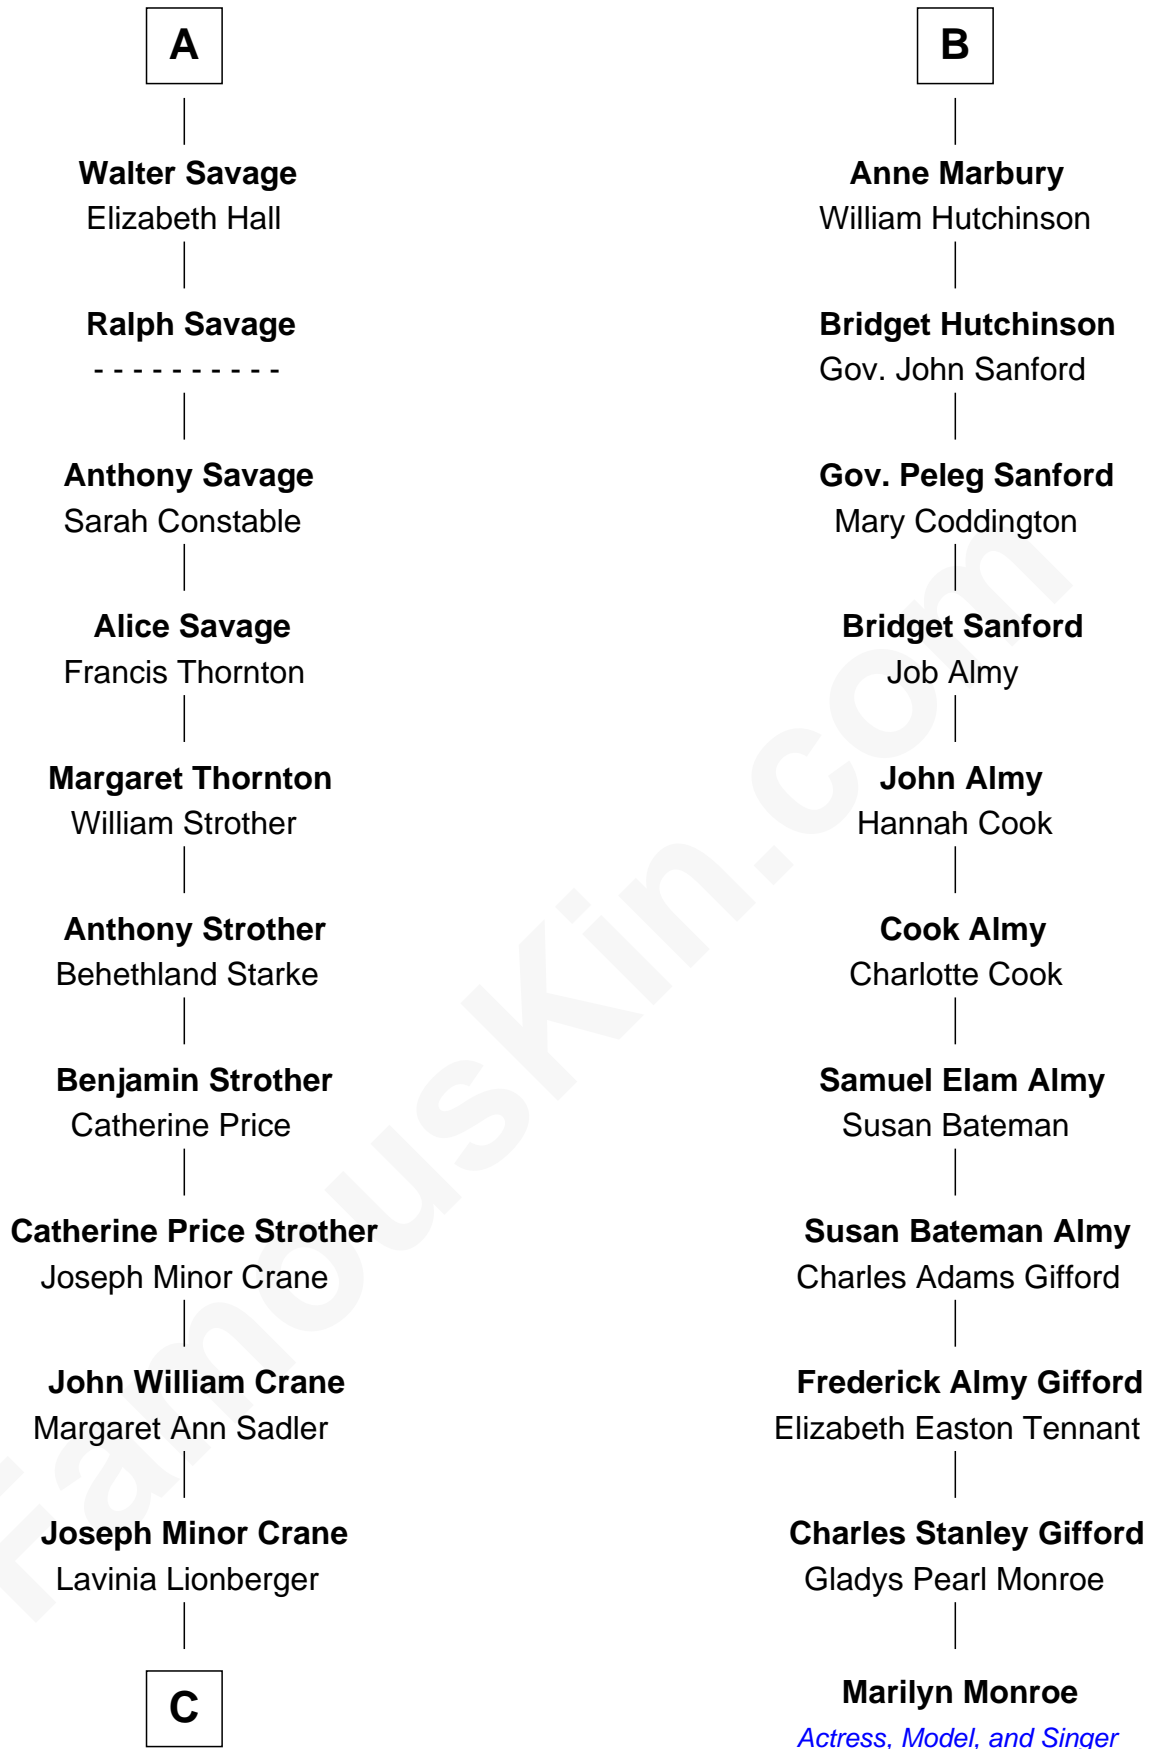 A
Walter Savage
Elizabeth Hall
Ralph Savage
- - - - - - - - - -
Anthony Savage
Sarah Constable
Alice Savage
Francis Thornton
Margaret Thornton
William Strother
Anthony Strother
Behethland Starke
Benjamin Strother
Catherine Price
Catherine Price Strother
Joseph Minor Crane
John William Crane
Margaret Ann Sadler
Joseph Minor Crane
Lavinia Lionberger
C
B
Anne Marbury
William Hutchinson
Bridget Hutchinson
Gov. John Sanford
Gov. Peleg Sanford
Mary Coddington
Bridget Sanford
Job Almy
John Almy
Hannah Cook
Cook Almy
Charlotte Cook
Samuel Elam Almy
Susan Bateman
Susan Bateman Almy
Charles Adams Gifford
Frederick Almy Gifford
Elizabeth Easton Tennant
Charles Stanley Gifford
Gladys Pearl Monroe
Marilyn Monroe
Actress, Model, and Singer
FamousKin.com